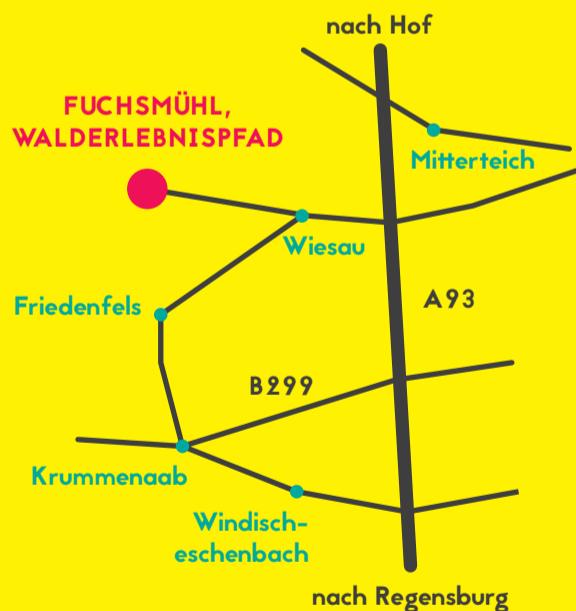 nach Hof
FUCHSMÜHL,
WALDERLEBNISPFAD
Mitterteich
Wiesau
Friedenfels
A93
B299
Krummenaab
Windisch-
eschenbach
nach Regensburg